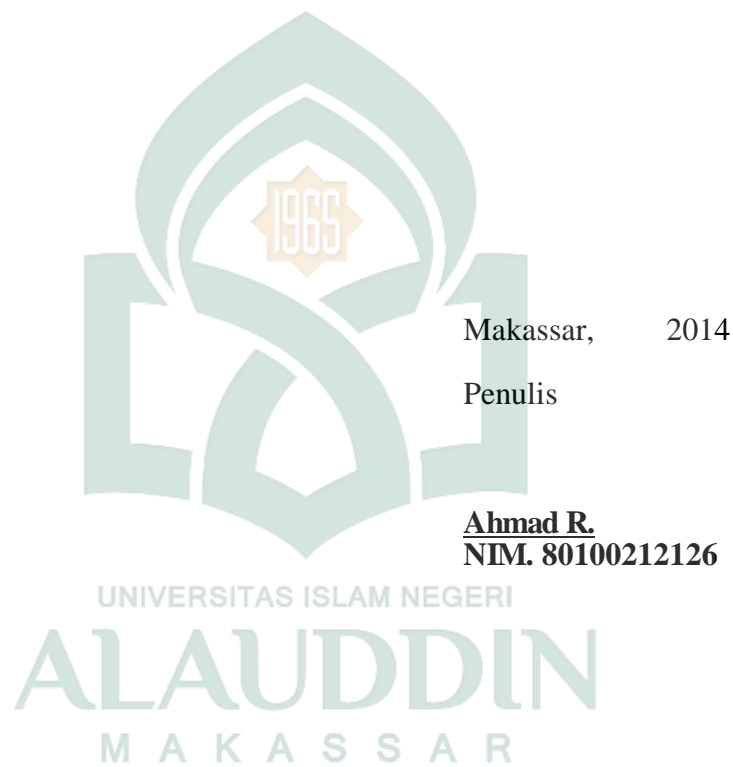 1965
Makassar, 2014
Penulis
Ahmad R.
NIM. 80100212126
UNIVERSITAS ISLAM NEGERI
ALAUDDIN
MAKASSAR